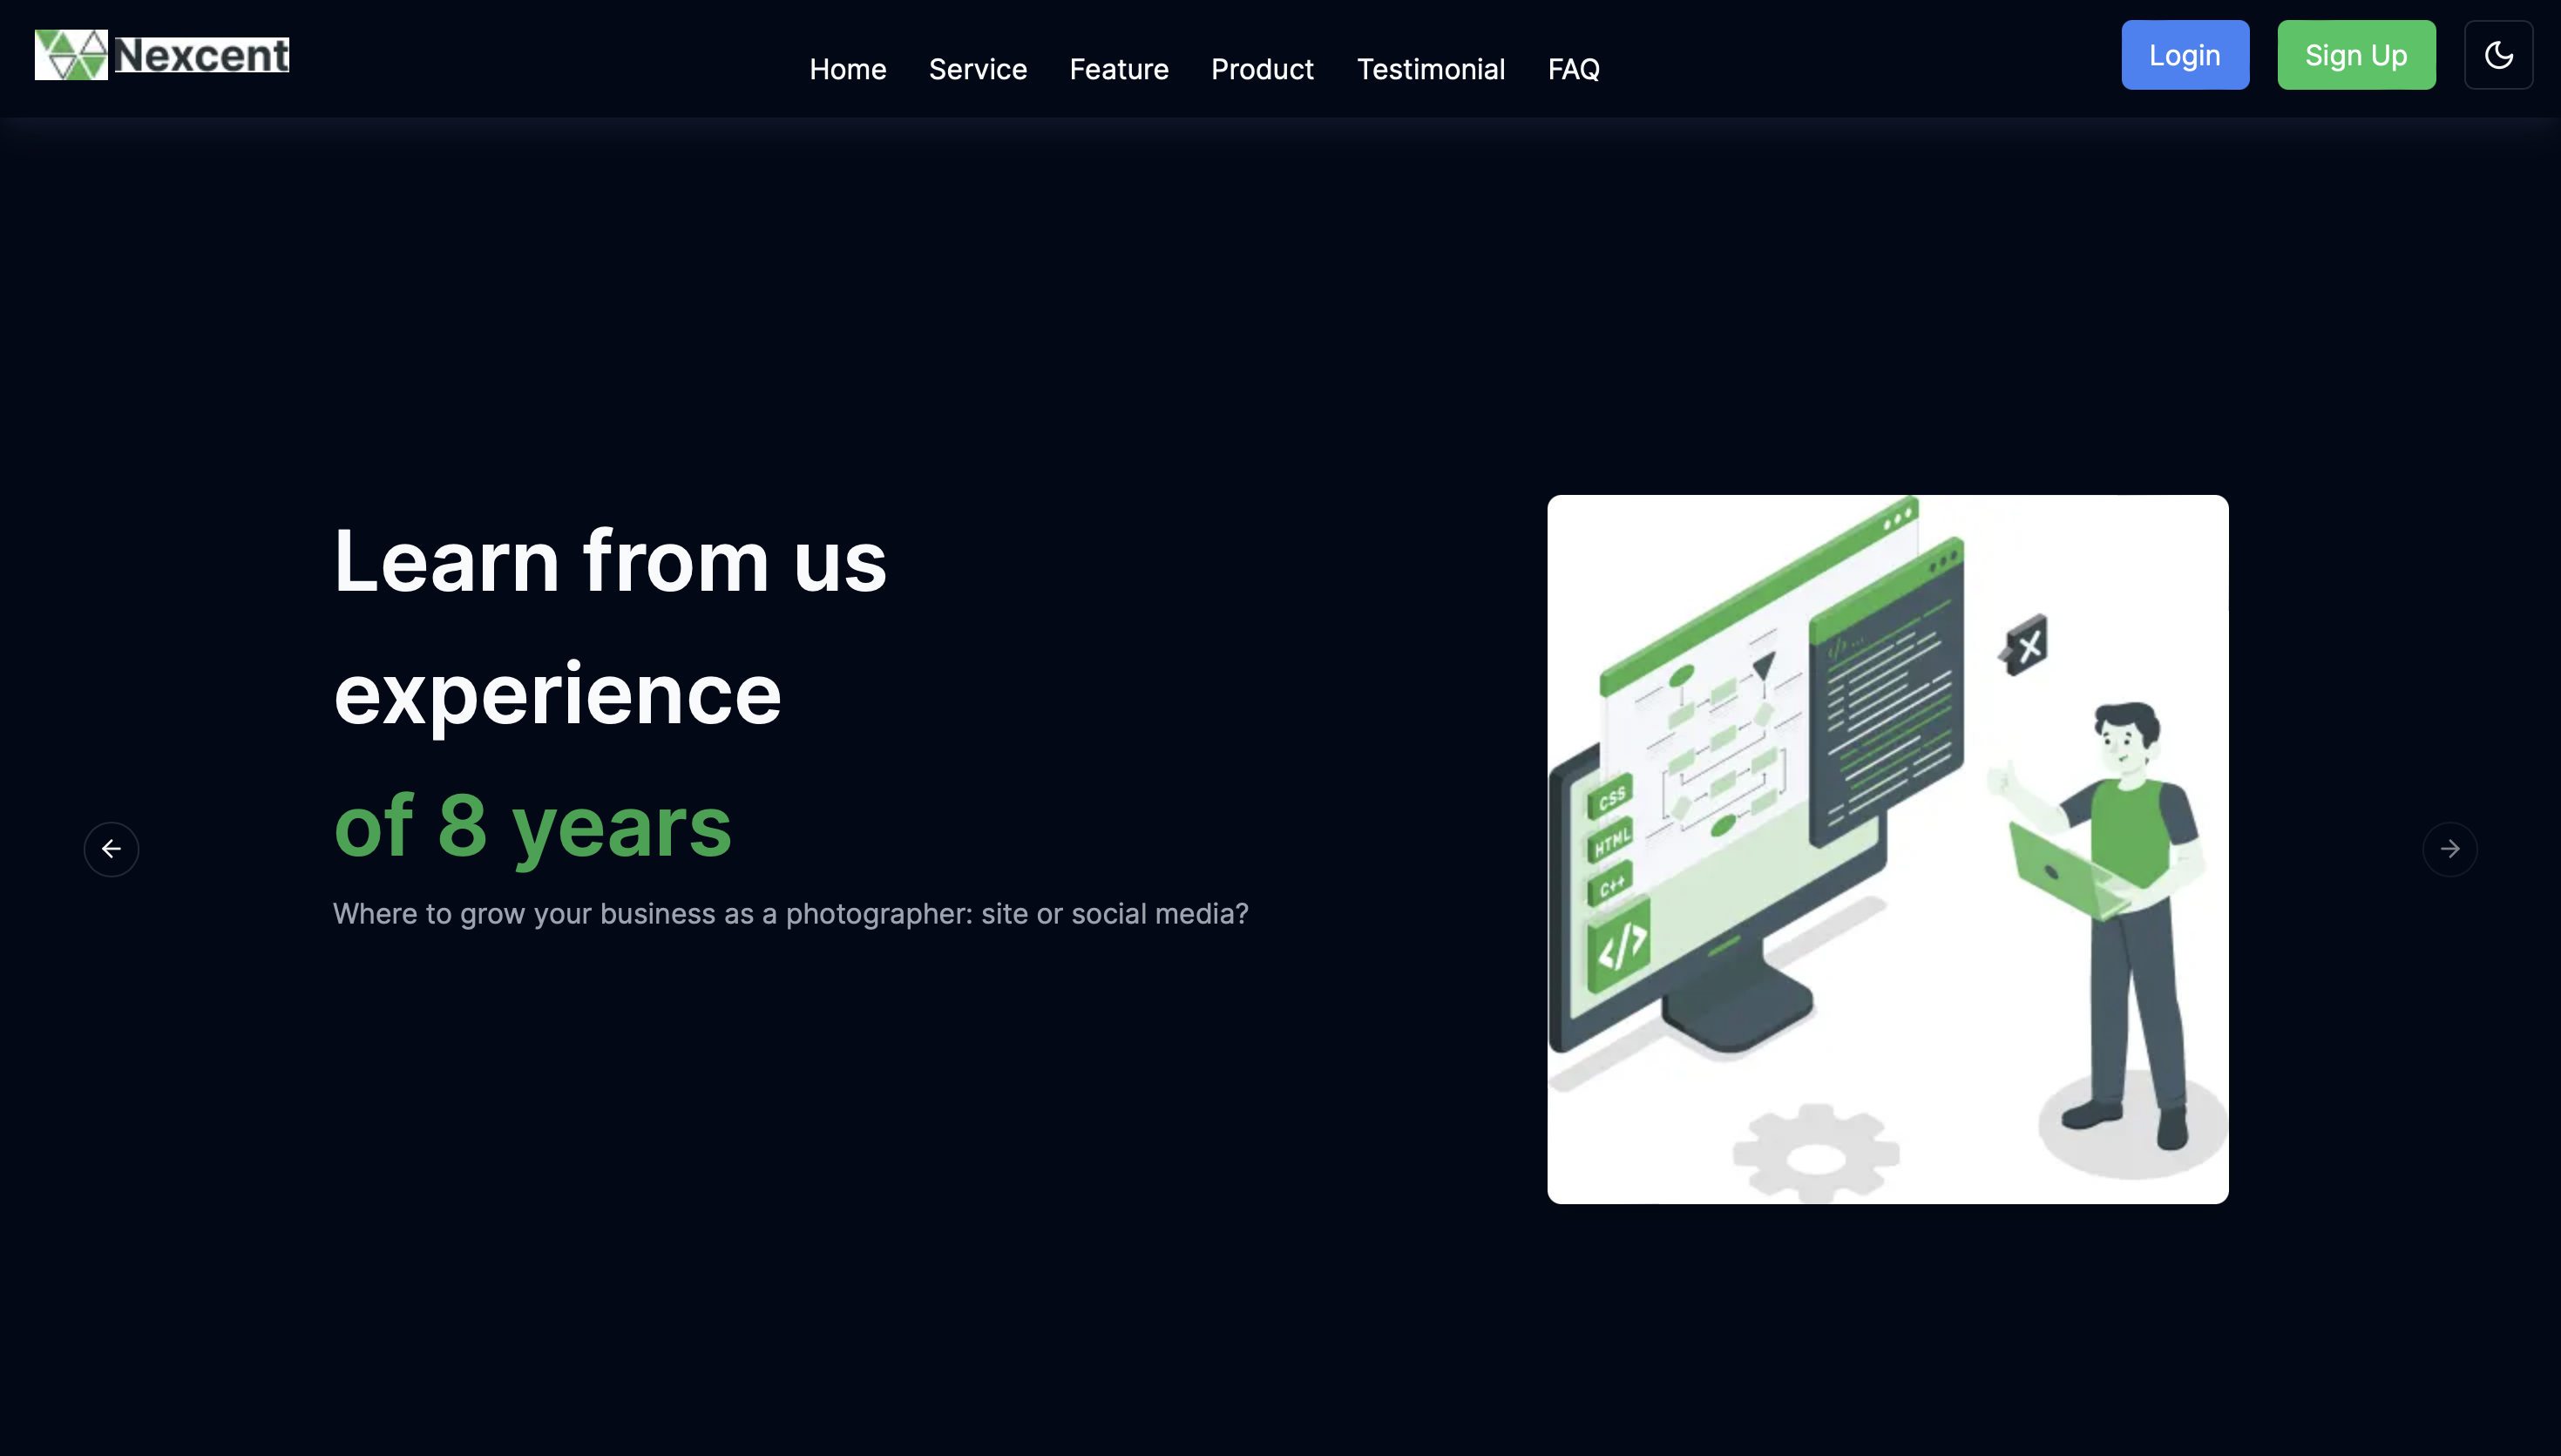 Nexcent
Home Service Feature Product Testimonial FAQ
Login Sign Up
Learn from us
experience
of 8 years
Where to grow your business as a photographer: site or social media?
</> ...
X
CSS
HTML
C++
</>